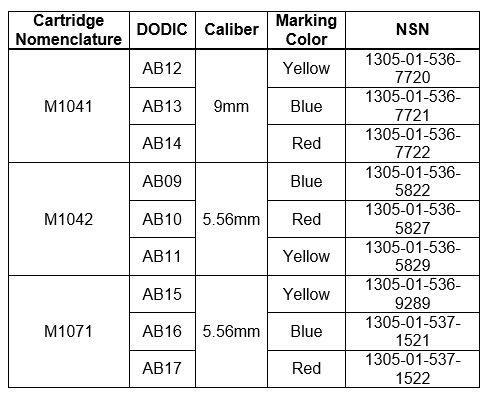 Cartridge Nomenclature DODIC Caliber Marking Color NSN
M1041 AB12 9mm Yellow 1305-01-536-7720
AB13 Blue 1305-01-536-7721
AB14 Red 1305-01-536-7722
M1042 AB09 5.56mm Blue 1305-01-536-5822
AB10 Red 1305-01-536-5827
AB11 Yellow 1305-01-536-5829
M1071 AB15 5.56mm Yellow 1305-01-536-9289
AB16 Blue 1305-01-537-1521
AB17 Red 1305-01-537-1522